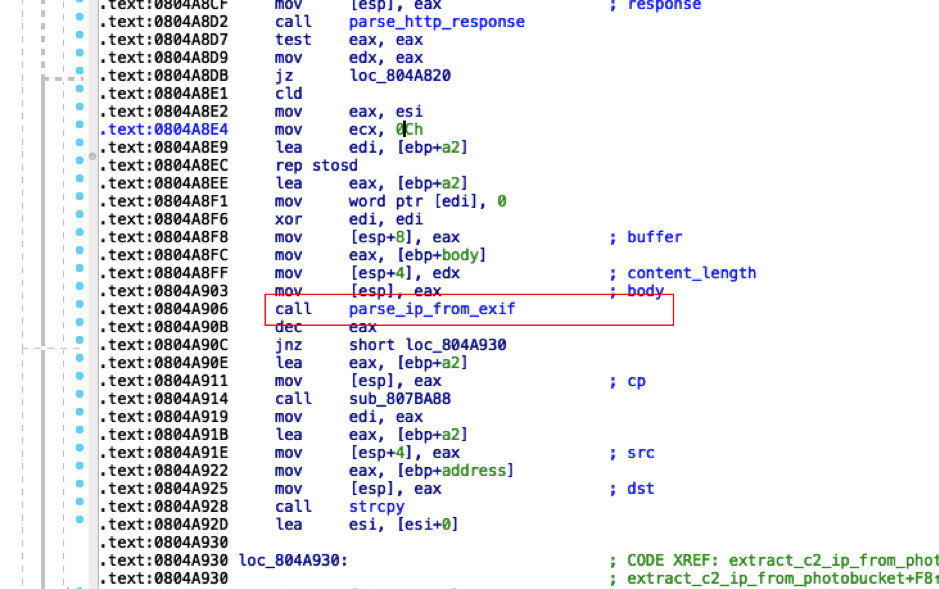 .text:0804A8CF mov [esp], eax ; response
.text:0804A8D2 call parse_http_response
.text:0804A8D7 test eax, eax
.text:0804A8D9 mov edx, eax
.text:0804A8DB jz loc_804A820
.text:0804A8E1 cld
.text:0804A8E2 mov eax, esi
.text:0804A8E4 mov ecx, 0Ch
.text:0804A8E9 lea edi, [ebp+a2]
.text:0804A8EC rep stosd
.text:0804A8EE lea eax, [ebp+a2]
.text:0804A8F1 mov word ptr [edi], 0
.text:0804A8F6 xor edi, edi
.text:0804A8F8 mov [esp+8], eax ; buffer
.text:0804A8FC mov eax, [ebp+body]
.text:0804A8FF mov [esp+4], edx ; content_length
.text:0804A903 mov [esp], eax ; body
.text:0804A906 call parse_ip_from_exif
.text:0804A90B dec eax
.text:0804A90C jnz short loc_804A930
.text:0804A90E lea eax, [ebp+a2]
.text:0804A911 mov [esp], eax ; cp
.text:0804A914 call sub_807BA88
.text:0804A919 mov edi, eax
.text:0804A91B lea eax, [ebp+a2]
.text:0804A91E mov [esp+4], eax ; src
.text:0804A922 mov eax, [ebp+address]
.text:0804A925 mov [esp], eax ; dst
.text:0804A928 call strcpy
.text:0804A92D lea esi, [esi+0]
.text:0804A930
.text:0804A930 loc_804A930: ; CODE XREF: extract_c2_ip_from_phot
.text:0804A930 ; extract_c2_ip_from_photobucket+F8↑